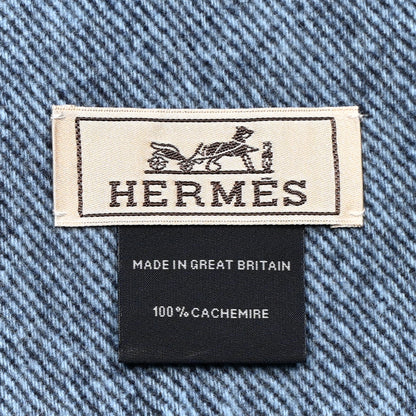 HERMÈS
MADE IN GREAT BRITAIN
100% CACHEMIRE